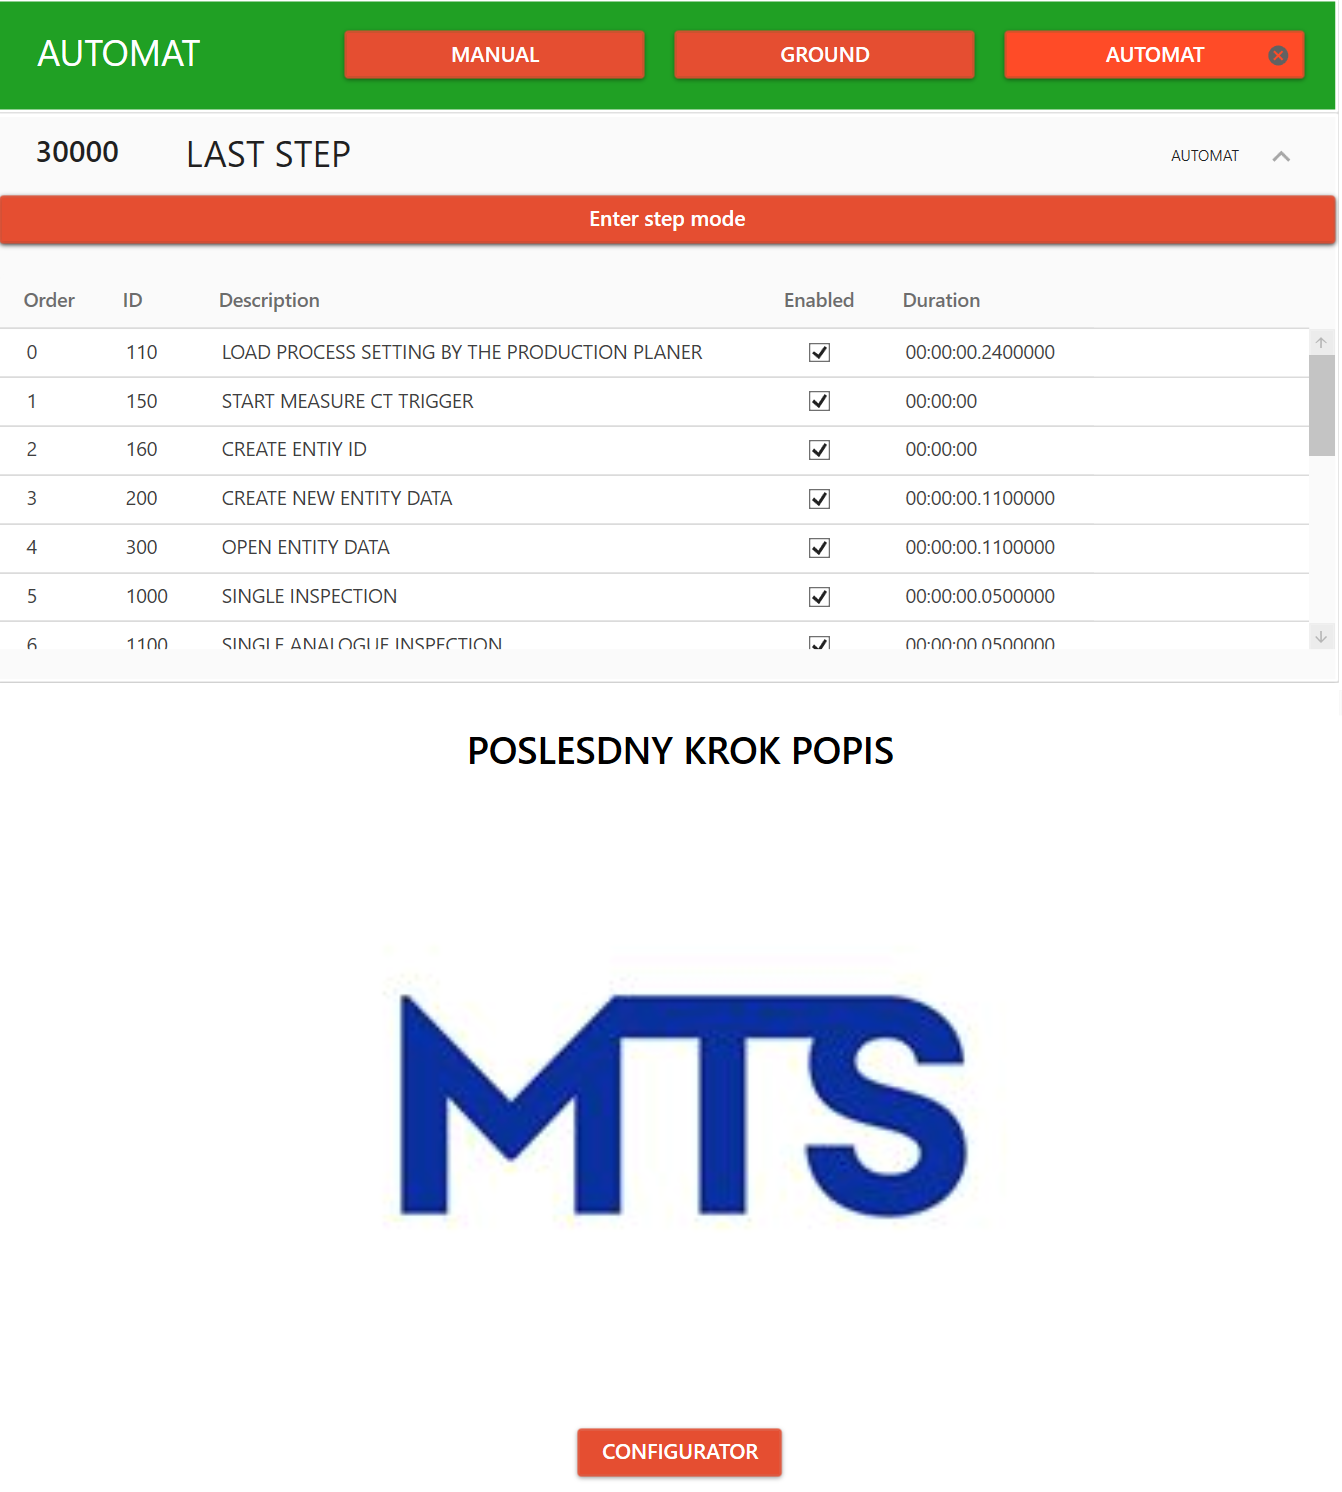 AUTOMAT MANUAL GROUND AUTOMAT
30000 LAST STEP AUTOMAT
Enter step mode
Order ID Description Enabled Duration
0 110 LOAD PROCESS SETTING BY THE PRODUCTION PLANER 00:00:00.2400000
1 150 START MEASURE CT TRIGGER 00:00:00
2 160 CREATE ENTIY ID 00:00:00
3 200 CREATE NEW ENTITY DATA 00:00:00.1100000
4 300 OPEN ENTITY DATA 00:00:00.1100000
5 1000 SINGLE INSPECTION 00:00:00.0500000
6 1100 SINGLE ANALOGUE INSPECTION 00:00:00.0500000
POSLESDNY KROK POPIS
MTS
CONFIGURATOR